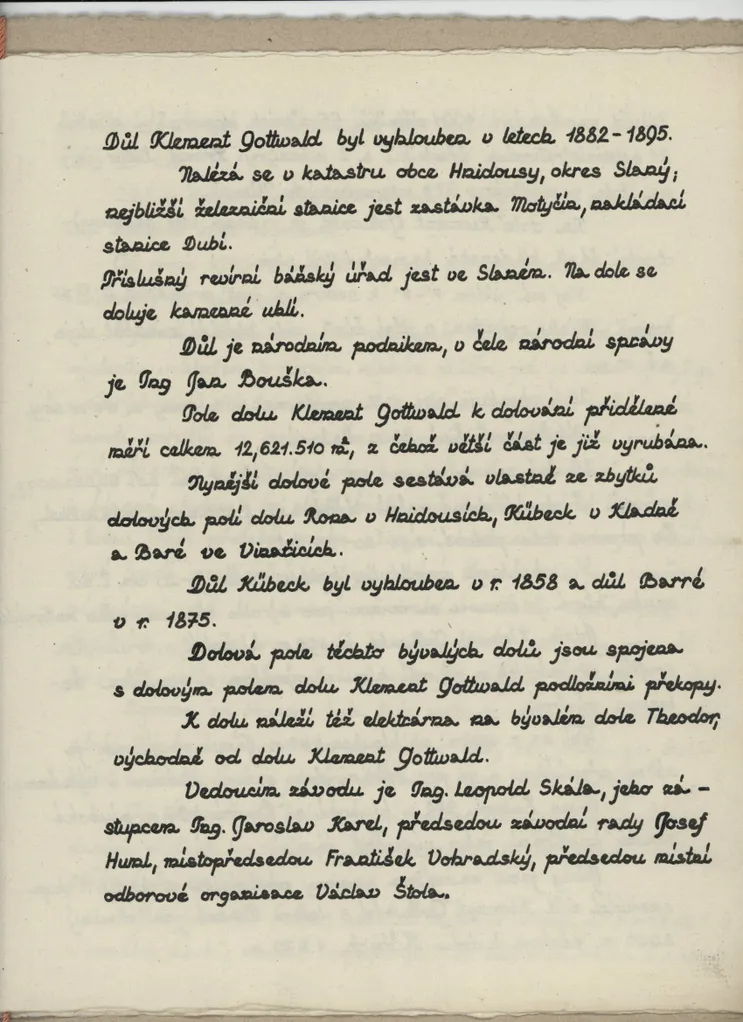 Důl Klement Gottwald byl vyhlouben v letech 1882-1895.
Nalézá se v katastru obce Hnidousy, okres Slaný;
nejbližší železniční stanice jest zastávka Motyčín, nakládací
stanice Dubí.
Příslušný revírní báňský úřad jest ve Slaném. Na dole se
doluje kamenné uhlí.
Důl je národním podnikem, v čele národní správy
je Ing Jan Bouška.
Pole dolu Klement Gottwald k dolování přidělené
měří celkem 12,621.510 m², z čehož větší část je již vyrubána.
Nynější dolové pole sestává vlastně ze zbytků
dolových polí dolu Rona v Hnidousích, Kübeck v Kladně
a Baré ve Vinařicích.
Důl Kübeck byl vyhlouben v r. 1858 a důl Barré
v r. 1875.
Dolová pole těchto bývalých dolů jsou spojena
s dolovým polem dolu Klement Gottwald podložními překopy.
K dolu náleží též elektrárna na bývalém dole Theodor,
východně od dolu Klement Gottwald.
Vedoucím závodu je Ing. Leopold Skála, jeho zá-
stupcem Ing. Jaroslav Karel, předsedou závodní rady Josef
Huml, místopředsedou František Vohradský, předsedou místní
odborové organisace Václav Štola.